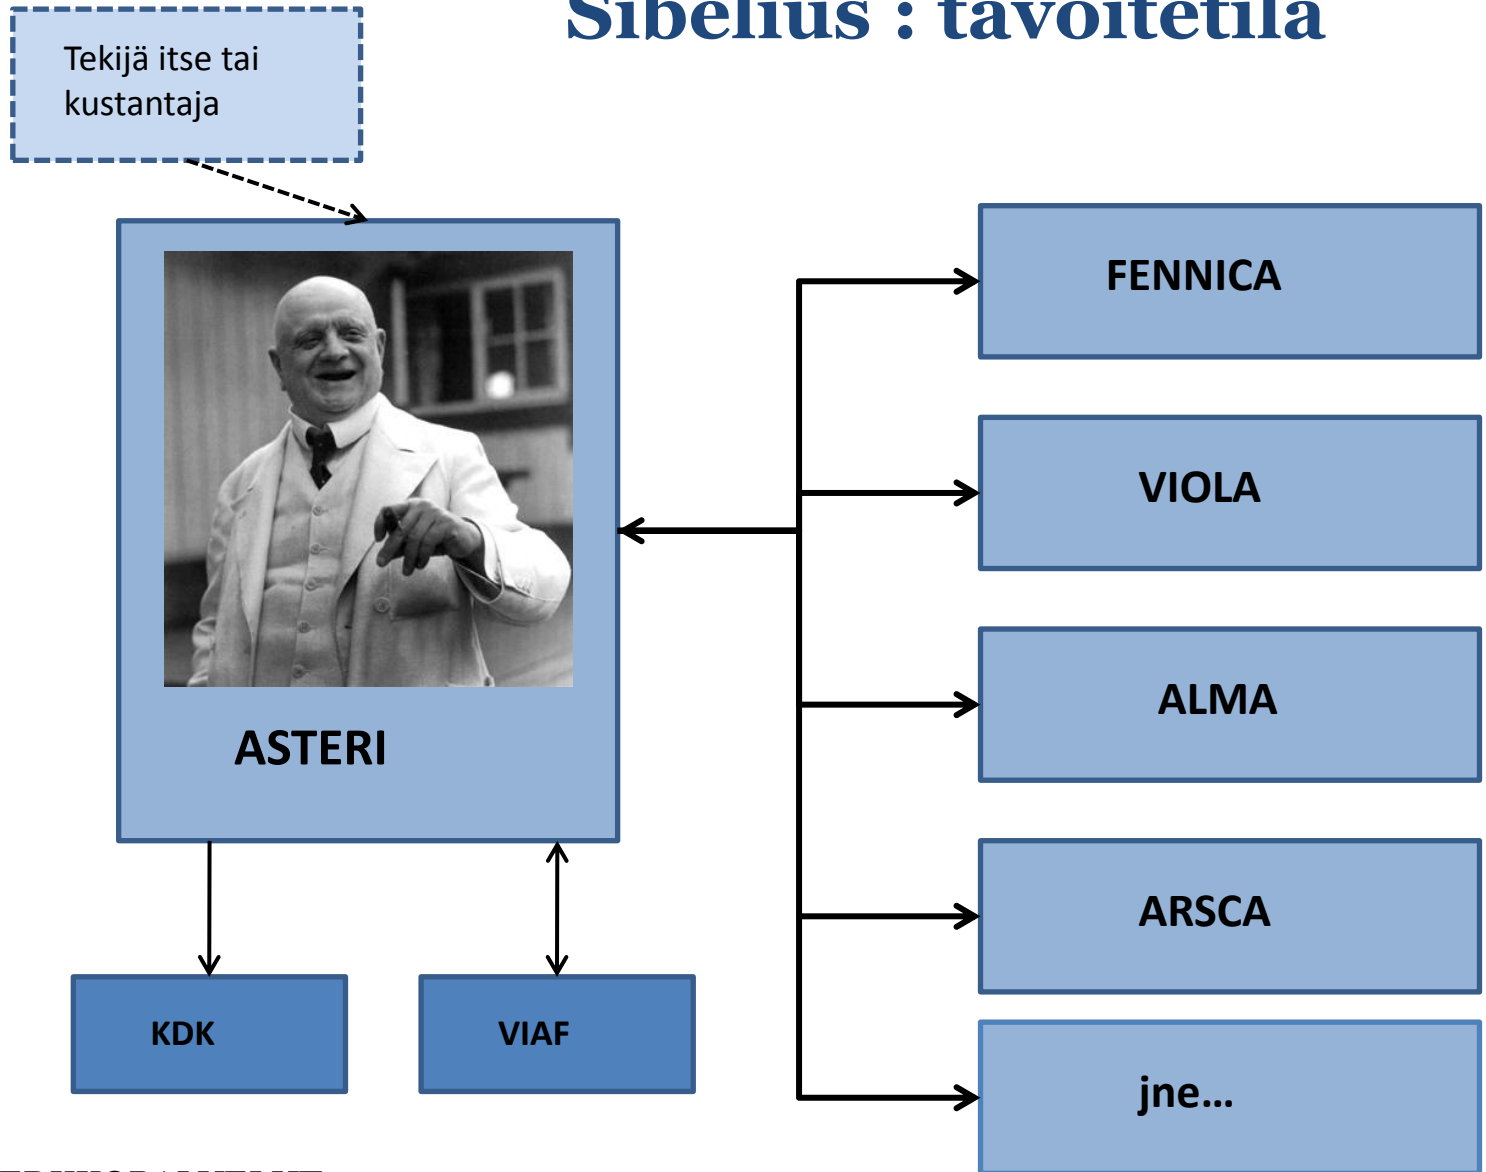 Sibelius : tavoitetila
Tekijä itse tai
kustantaja
FENNICA
VIOLA
ASTERI
ALMA
ARSCA
KDK
VIAF
jne...